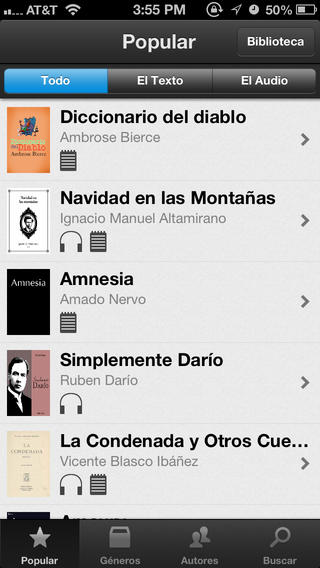 AT&T 3:55 PM 50%
Popular Biblioteca
Todo El Texto El Audio
Diccionario del diablo
Ambrose Bierce
Navidad en las Montañas
Ignacio Manuel Altamirano
Amnesia
Amnesia
Amado Nervo
Simplemente Darío
Ruben Darío
LA CONDENADA
La Condenada y Otros Cue...
Vicente Blasco Ibáñez
Popular Géneros Autores Buscar